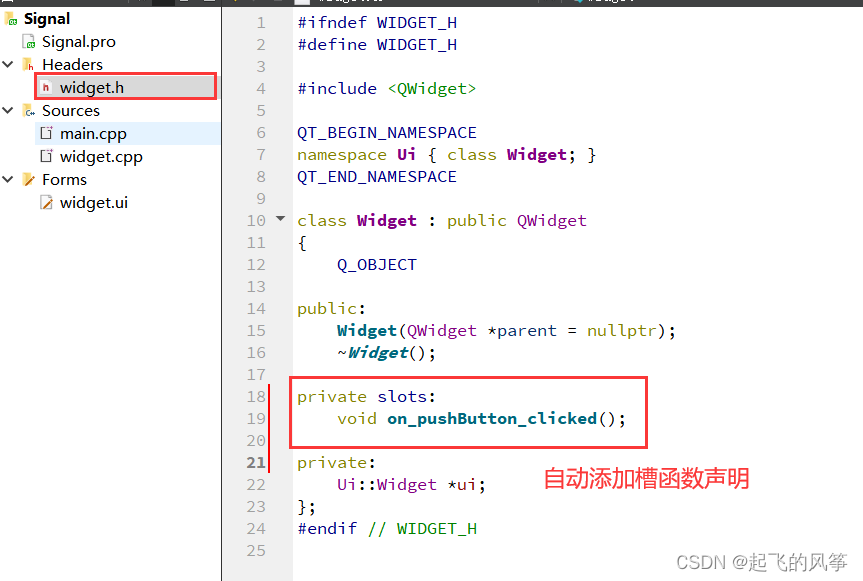 Signal
Signal.pro
Headers
widget.h
Sources
main.cpp
widget.cpp
Forms
widget.ui
1 #ifndef WIDGET_H
2 #define WIDGET_H
3
4 #include <QWidget>
5
6 QT_BEGIN_NAMESPACE
7 namespace Ui { class Widget; }
8 QT_END_NAMESPACE
9
10 class Widget : public QWidget
11 {
12 Q_OBJECT
13
14 public:
15 Widget(QWidget *parent = nullptr);
16 ~Widget();
17
18 private slots:
19 void on_pushButton_clicked();
20
21 private:
22 Ui::Widget *ui;
23 };
24 #endif // WIDGET_H
25
自动添加槽函数声明
CSDN @起飞的风筝